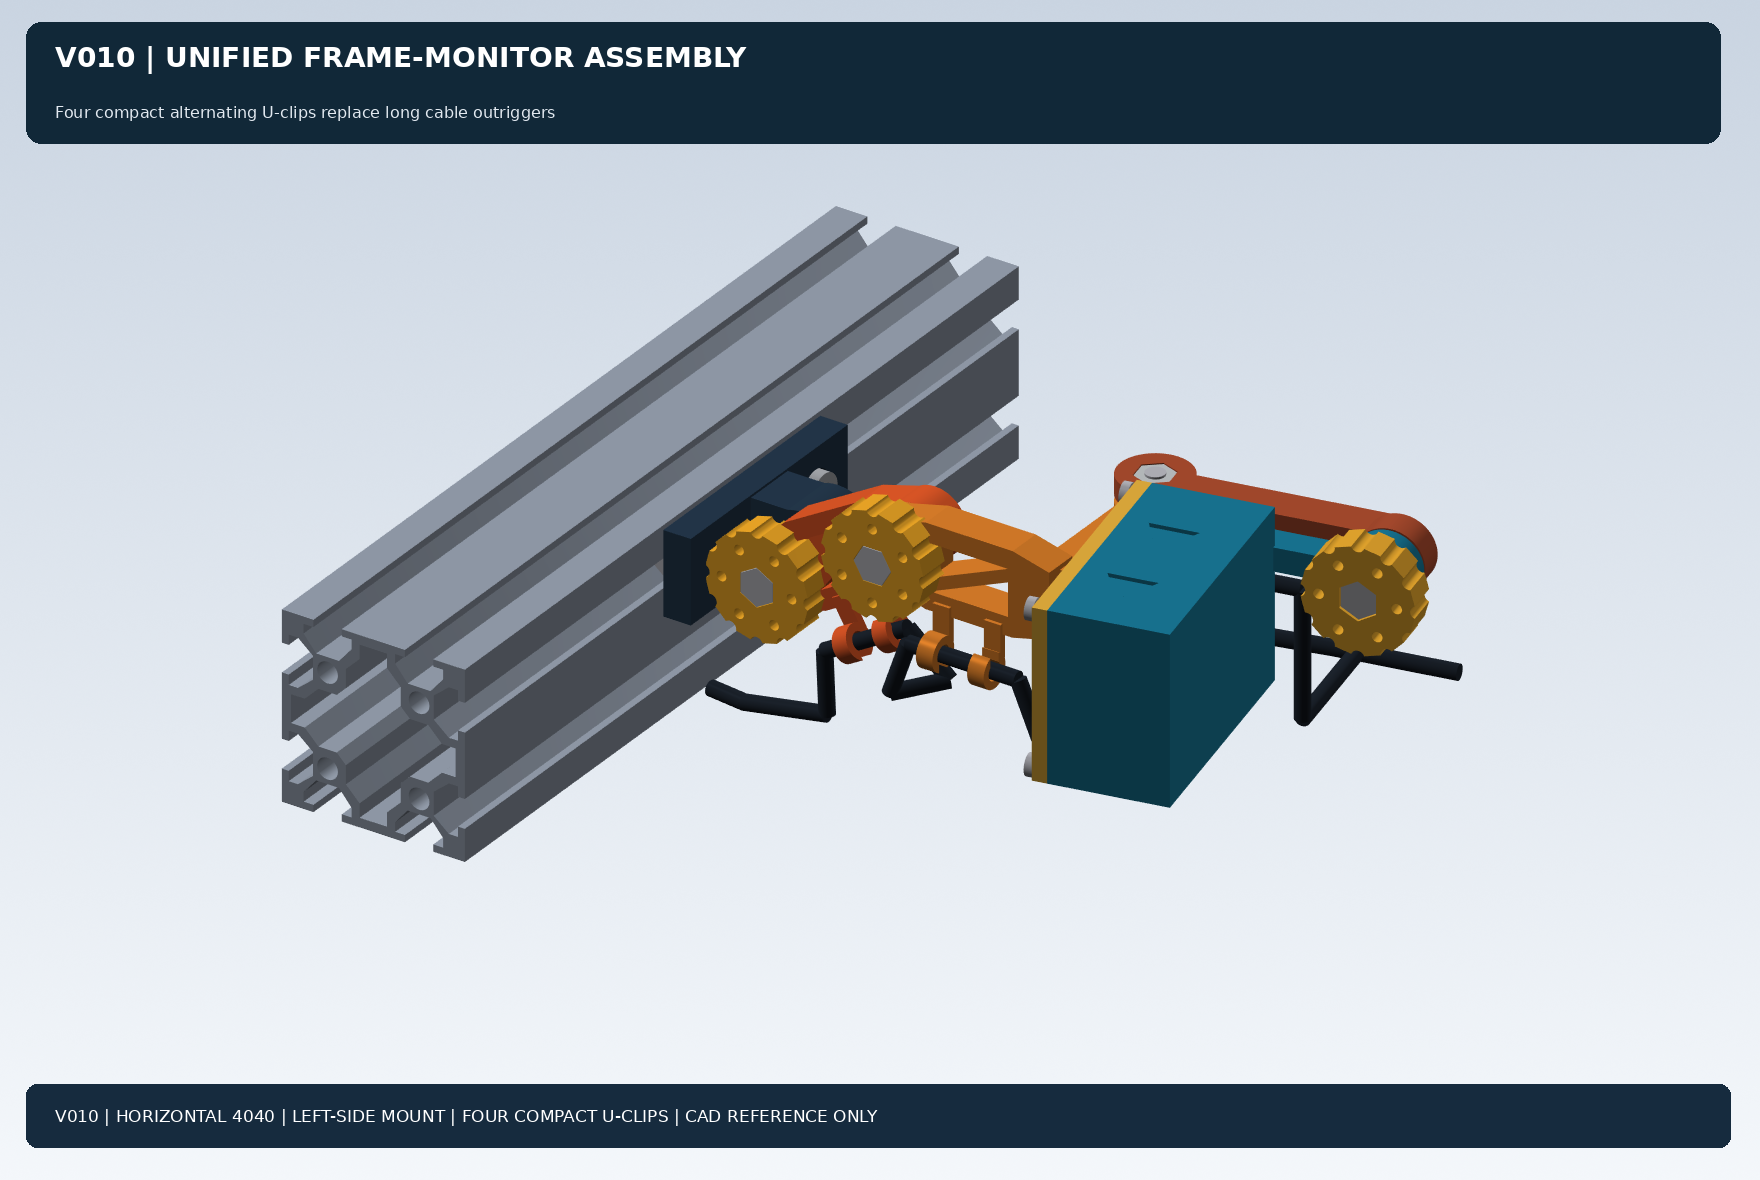 V010 | UNIFIED FRAME-MONITOR ASSEMBLY
Four compact alternating U-clips replace long cable outriggers
V010 | HORIZONTAL 4040 | LEFT-SIDE MOUNT | FOUR COMPACT U-CLIPS | CAD REFERENCE ONLY